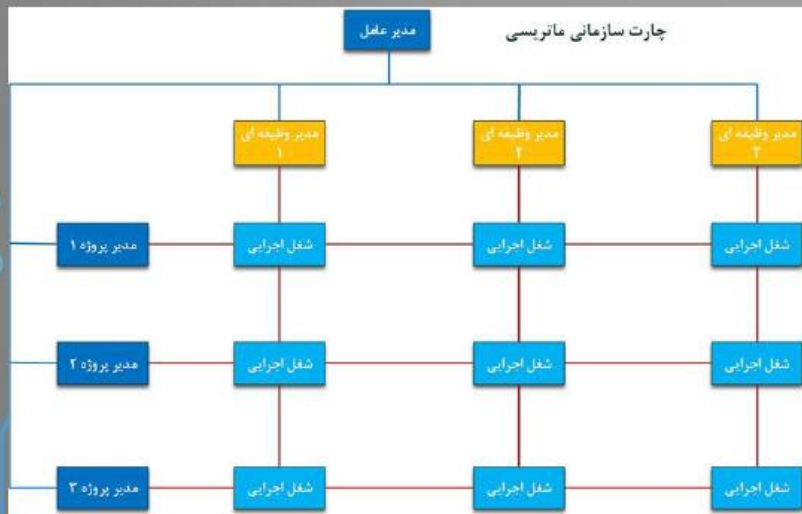 چارت سازمانی ماتریسی
مدیر عامل
مدیر وظیفه ای
۱
مدیر وظیفه ای
۲
مدیر وظیفه ای
۳
مدیر پروژه ۱
شغل اجرایی
شغل اجرایی
شغل اجرایی
مدیر پروژه ۲
شغل اجرایی
شغل اجرایی
شغل اجرایی
مدیر پروژه ۳
شغل اجرایی
شغل اجرایی
شغل اجرایی